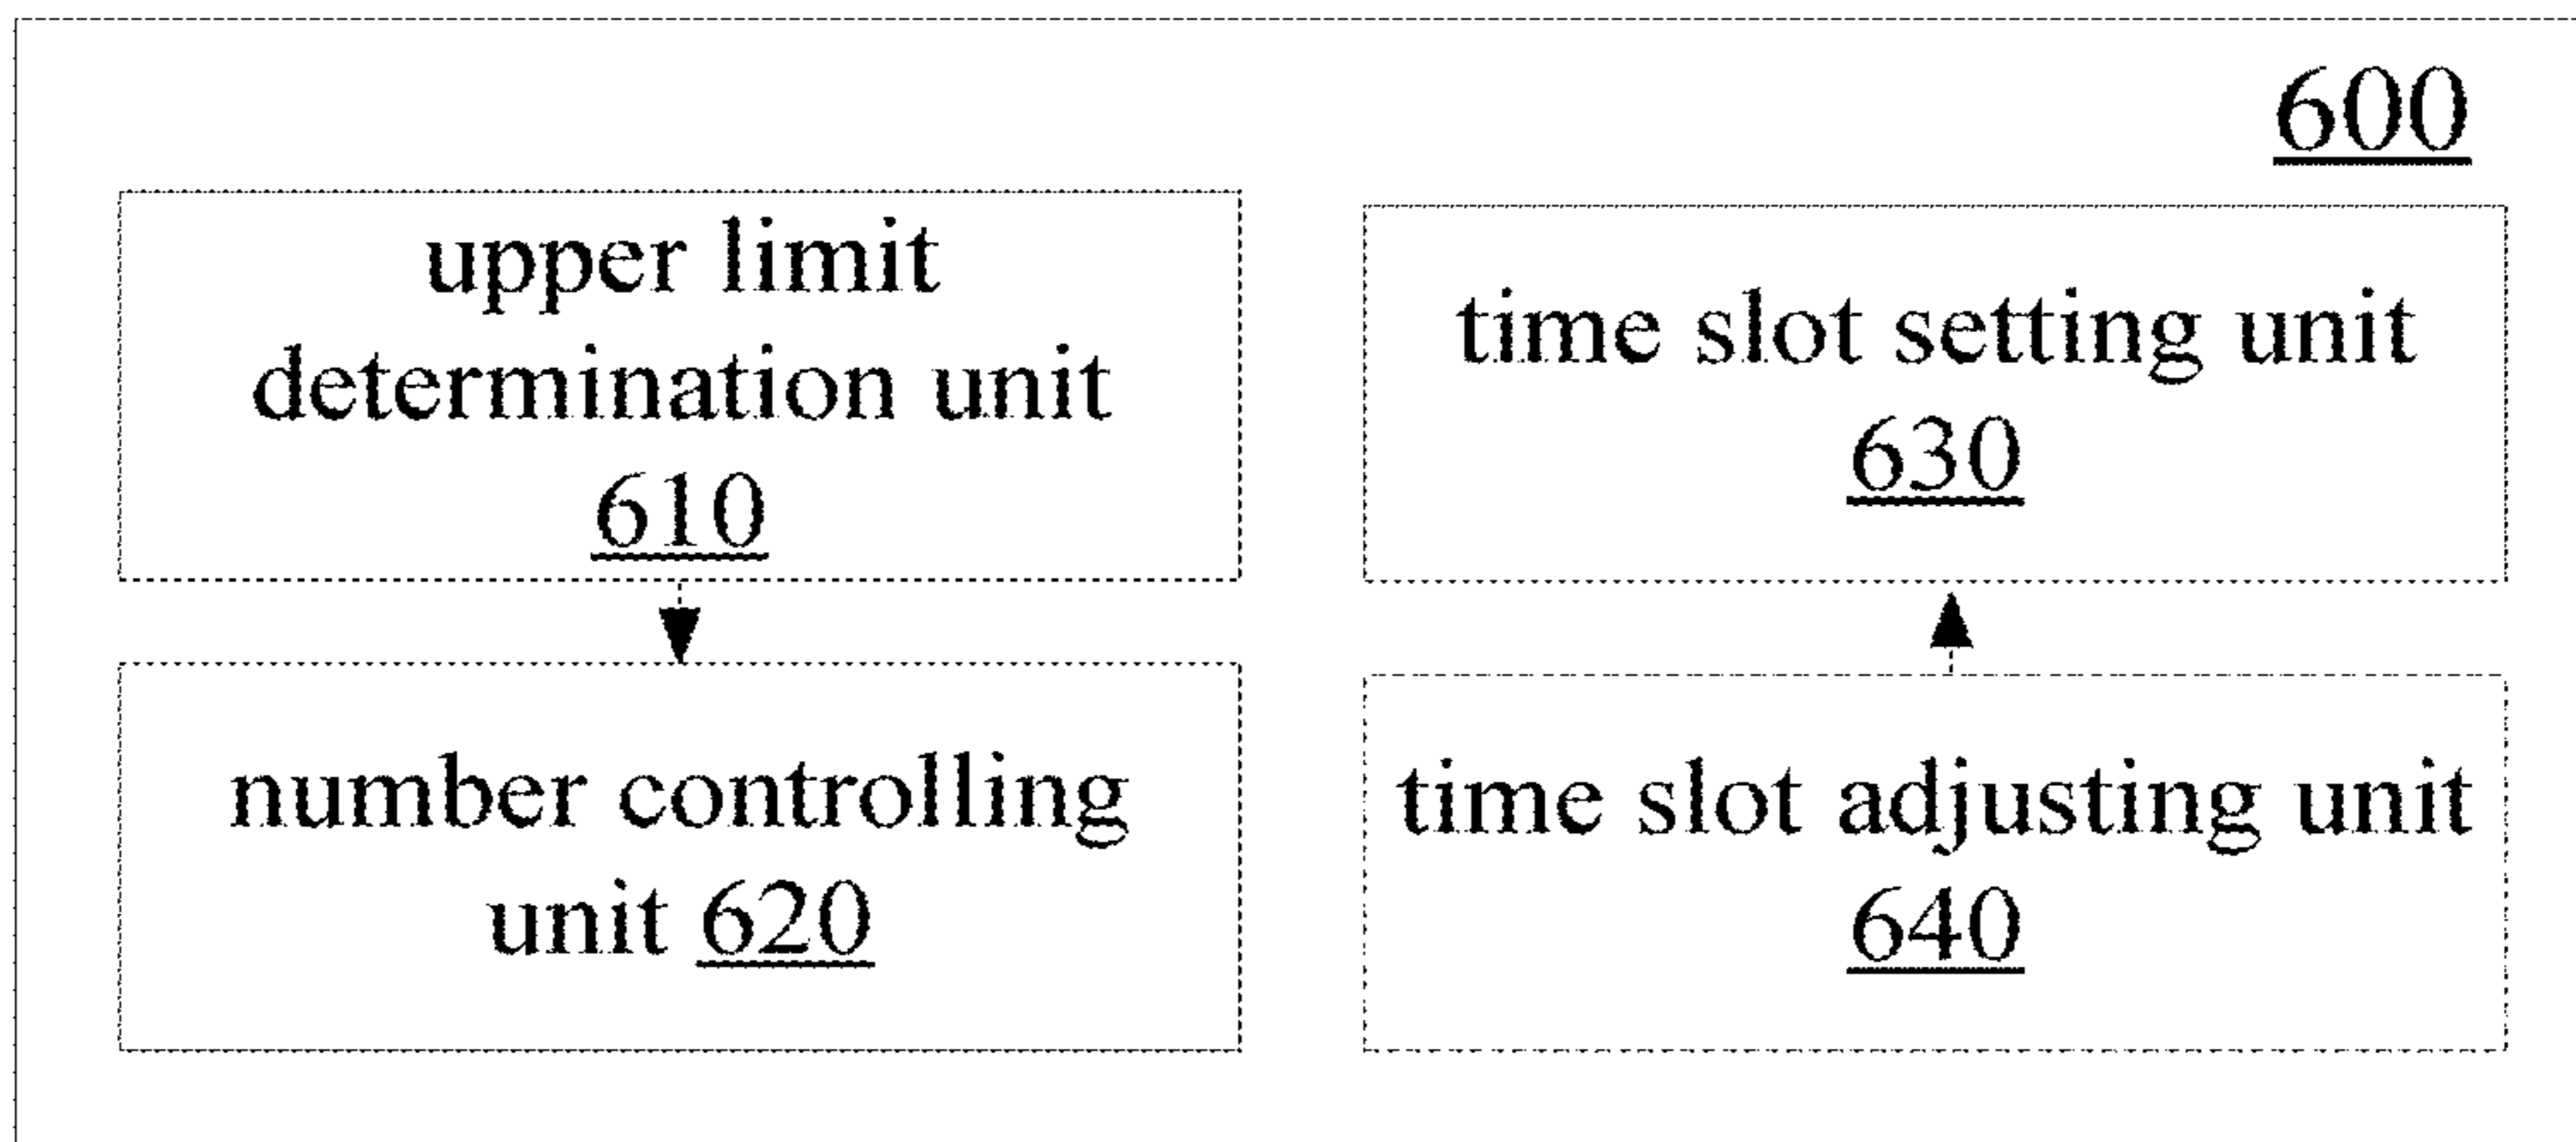 600
upper limit
determination unit
610
time slot setting unit
630
number controlling
unit 620
time slot adjusting unit
640